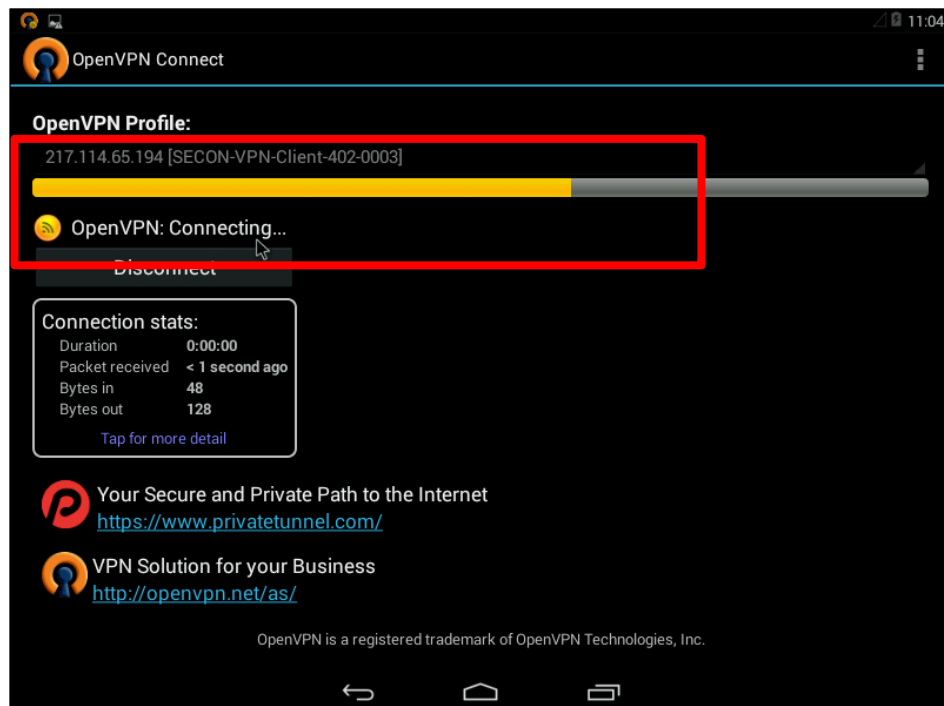 11:04
OpenVPN Connect
OpenVPN Profile:
217.114.65.194 [SECON-VPN-Client-402-0003]
OpenVPN: Connecting...
Disconnect
Connection stats:
Duration 0:00:00
Packet received < 1 second ago
Bytes in 48
Bytes out 128
Tap for more detail
Your Secure and Private Path to the Internet
https://www.privatetunnel.com/
VPN Solution for your Business
http://openvpn.net/as/
OpenVPN is a registered trademark of OpenVPN Technologies, Inc.